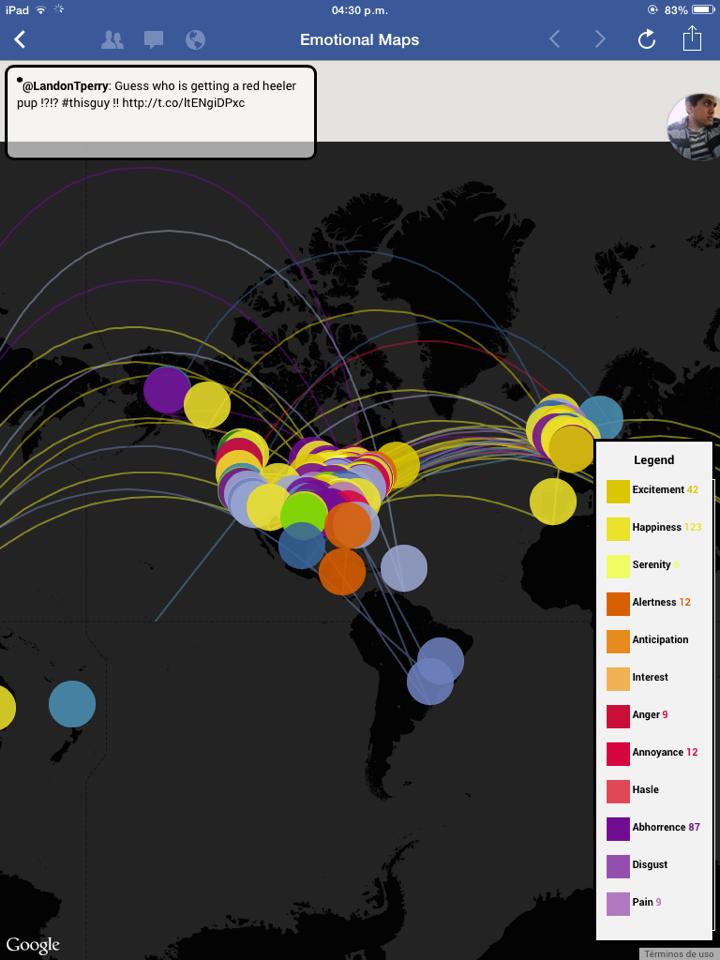 iPad 04:30 p.m. 83%
Emotional Maps
@LandonTperry: Guess who is getting a red heeler
pup !?!? #thisguy !! http://t.co/ltENgiDPxc
Legend
Excitement 42
Happiness 123
Serenity
Alertness 12
Anticipation
Interest
Anger 9
Annoyance 12
Hasle
Abhorrence 87
Disgust
Pain 9
Google
Términos de uso